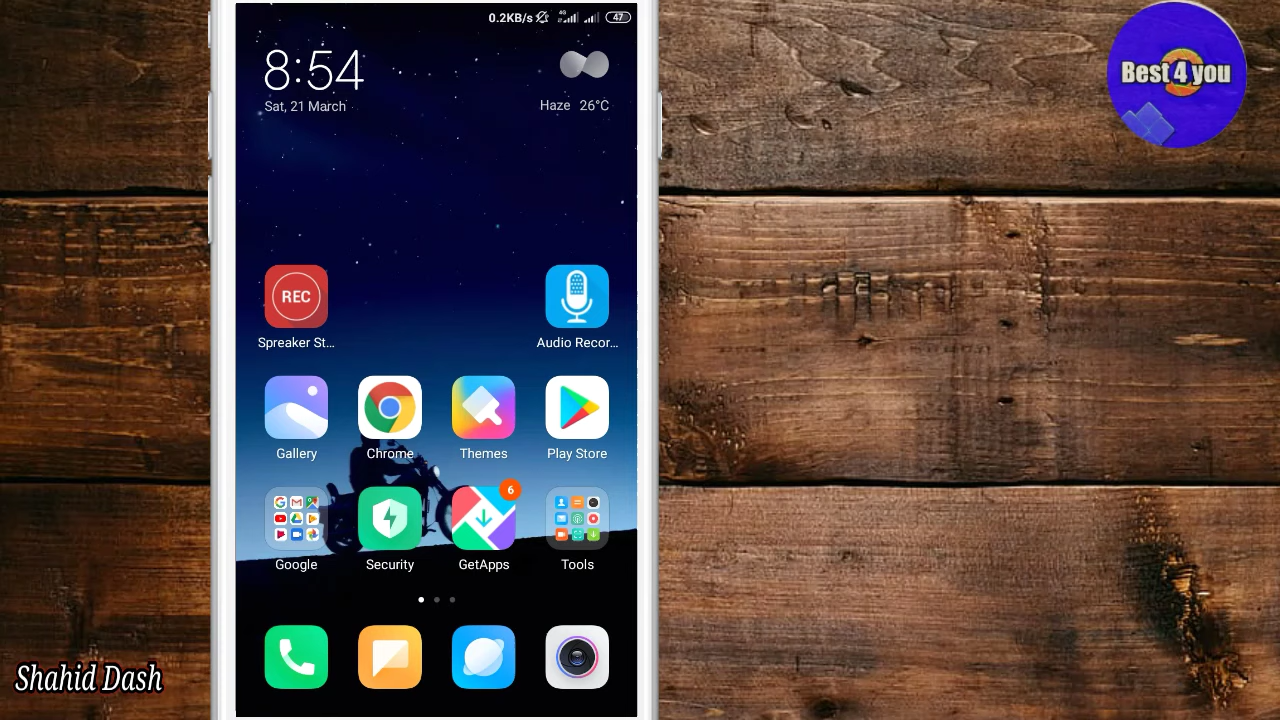 0.2KB/s 4G 47
8:54
Sat, 21 March
Haze 26°C
Best 4 you
REC
Spreaker St...
Audio Recor...
Gallery
Chrome
Themes
Play Store
6
Google
Security
GetApps
Tools
Shahid Dash